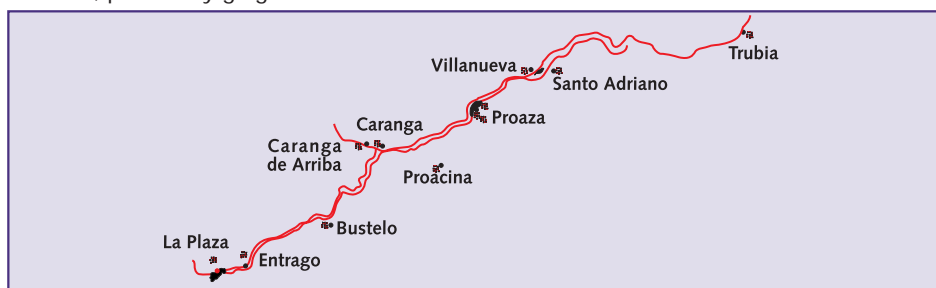 Trubia
Villanueva
Santo Adriano
Proaza
Caranga
Caranga
de Arriba
Proacina
Bustelo
La Plaza
Entrago